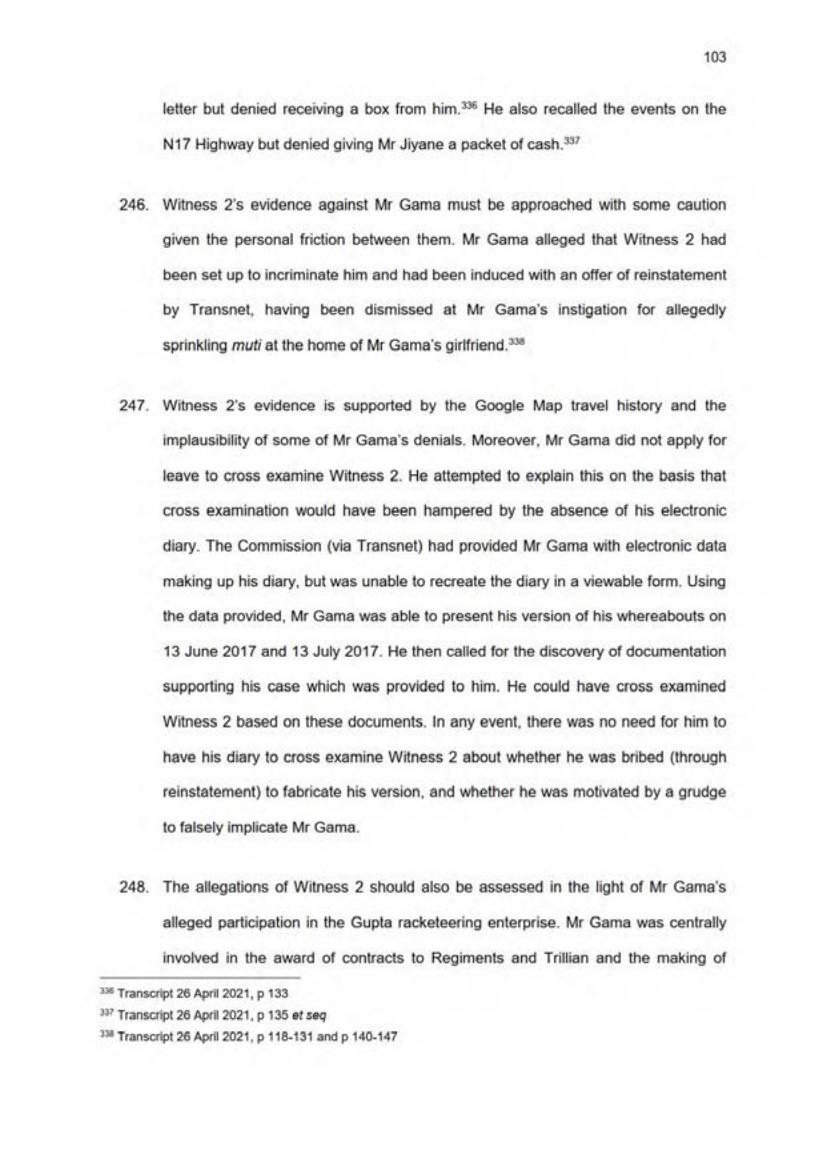 103
letter but denied receiving a box from him.336 He also recalled the events on the
N17 Highway but denied giving Mr Jiyane a packet of cash.337
246. Witness 2's evidence against Mr Gama must be approached with some caution
given the personal friction between them. Mr Gama alleged that Witness 2 had
been set up to incriminate him and had been induced with an offer of reinstatement
by Transnet, having been dismissed at Mr Gama's instigation for allegedly
sprinkling muti at the home of Mr Gama's girlfriend.338
247. Witness 2's evidence is supported by the Google Map travel history and the
implausibility of some of Mr Gama's denials. Moreover, Mr Gama did not apply for
leave to cross examine Witness 2. He attempted to explain this on the basis that
cross examination would have been hampered by the absence of his electronic
diary. The Commission (via Transnet) had provided Mr Gama with electronic data
making up his diary, but was unable to recreate the diary in a viewable form. Using
the data provided, Mr Gama was able to present his version of his whereabouts on
13 June 2017 and 13 July 2017. He then called for the discovery of documentation
supporting his case which was provided to him. He could have cross examined
Witness 2 based on these documents. In any event, there was no need for him to
have his diary to cross examine Witness 2 about whether he was bribed (through
reinstatement) to fabricate his version, and whether he was motivated by a grudge
to falsely implicate Mr Gama.
248. The allegations of Witness 2 should also be assessed in the light of Mr Gama's
alleged participation in the Gupta racketeering enterprise. Mr Gama was centrally
involved in the award of contracts to Regiments and Trillian and the making of
336 Transcript 26 April 2021, p 133
337 Transcript 26 April 2021, p 135 et seq
338 Transcript 26 April 2021, p 118-131 and p 140-147